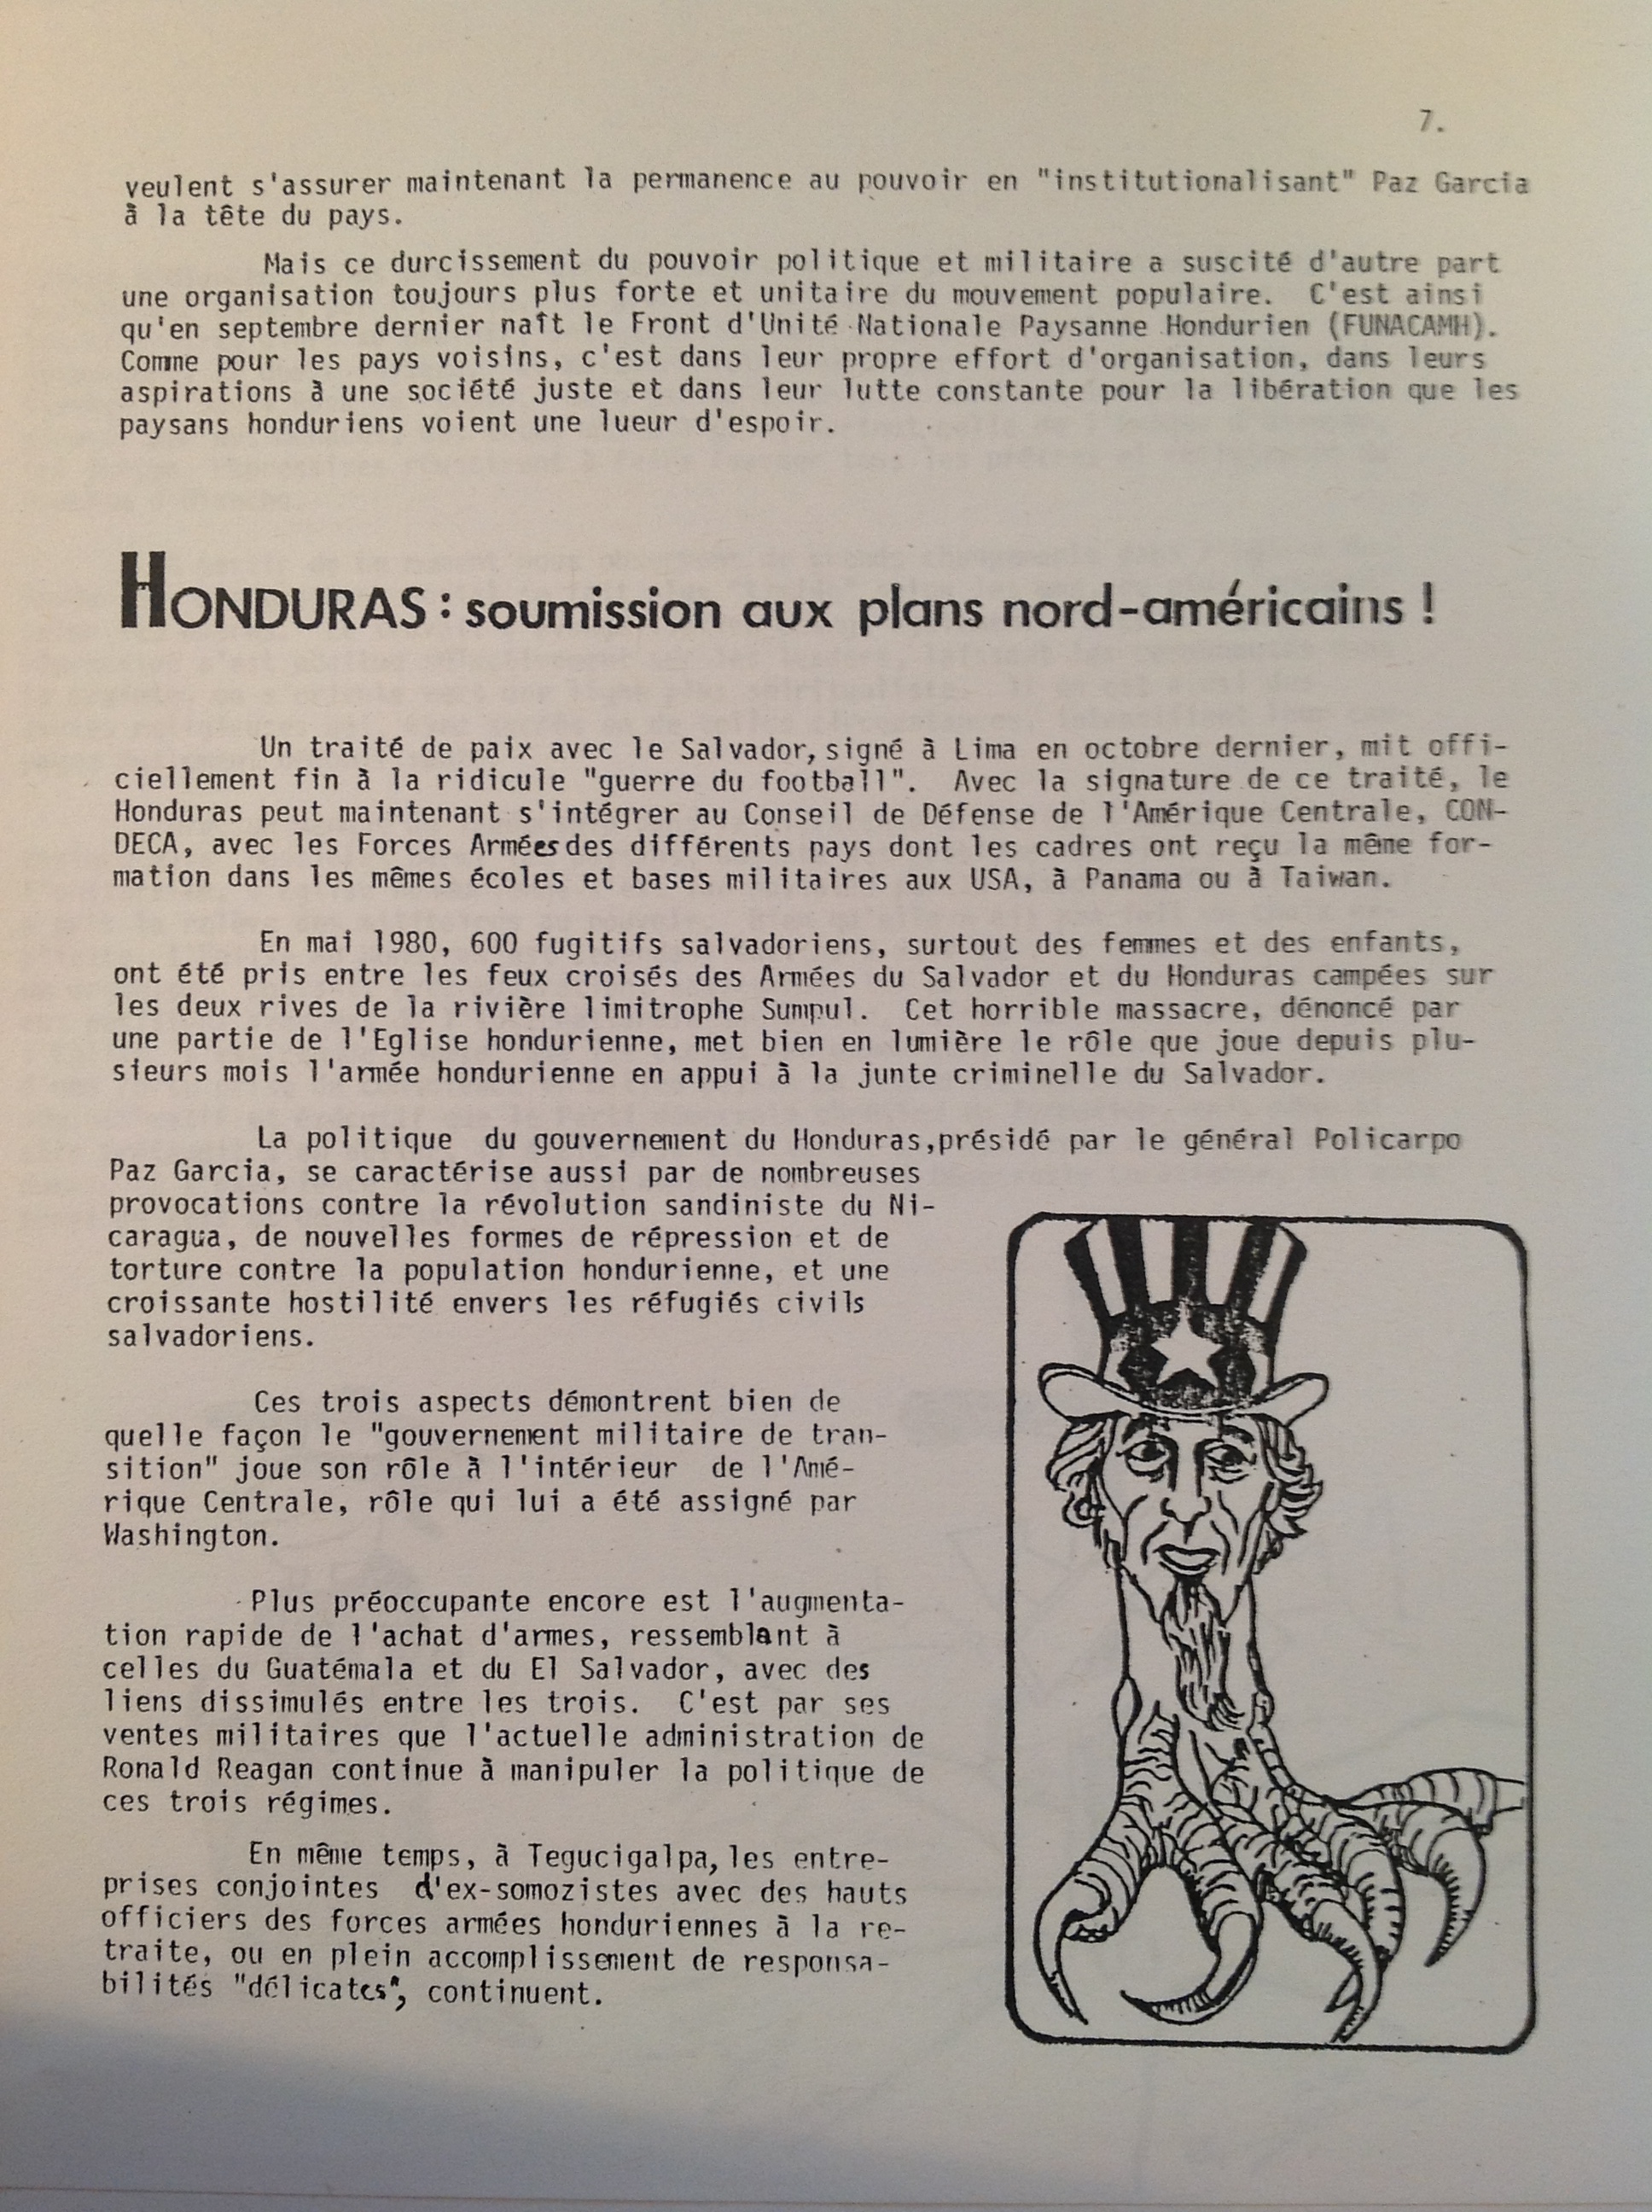 7.
veulent s'assurer maintenant la permanence au pouvoir en "institutionalisant" Paz Garcia
à la tête du pays.
Mais ce durcissement du pouvoir politique et militaire a suscité d'autre part
une organisation toujours plus forte et unitaire du mouvement populaire. C'est ainsi
qu'en septembre dernier naît le Front d'Unité Nationale Paysanne Hondurien (FUNACAMH).
Comme pour les pays voisins, c'est dans leur propre effort d'organisation, dans leurs
aspirations à une société juste et dans leur lutte constante pour la libération que les
paysans honduriens voient une lueur d'espoir.
HONDURAS : soumission aux plans nord-américains !
Un traité de paix avec le Salvador, signé à Lima en octobre dernier, mit offi-
ciellement fin à la ridicule "guerre du football". Avec la signature de ce traité, le
Honduras peut maintenant s'intégrer au Conseil de Défense de l'Amérique Centrale, CON-
DECA, avec les Forces Armées des différents pays dont les cadres ont reçu la même for-
mation dans les mêmes écoles et bases militaires aux USA, à Panama ou à Taiwan.
En mai 1980, 600 fugitifs salvadoriens, surtout des femmes et des enfants,
ont été pris entre les feux croisés des Armées du Salvador et du Honduras campées sur
les deux rives de la rivière limitrophe Sumpul. Cet horrible massacre, dénoncé par
une partie de l'Eglise hondurienne, met bien en lumière le rôle que joue depuis plu-
sieurs mois l'armée hondurienne en appui à la junte criminelle du Salvador.
La politique du gouvernement du Honduras,présidé par le général Policarpo
Paz Garcia, se caractérise aussi par de nombreuses
provocations contre la révolution sandiniste du Ni-
caragua, de nouvelles formes de répression et de
torture contre la population hondurienne, et une
croissante hostilité envers les réfugiés civils
salvadoriens.
Ces trois aspects démontrent bien de
quelle façon le "gouvernement militaire de tran-
sition" joue son rôle à l'intérieur de l'Amé-
rique Centrale, rôle qui lui a été assigné par
Washington.
Plus préoccupante encore est l'augmenta-
tion rapide de l'achat d'armes, ressemblant à
celles du Guatémala et du El Salvador, avec des
liens dissimulés entre les trois. C'est par ses
ventes militaires que l'actuelle administration de
Ronald Reagan continue à manipuler la politique de
ces trois régimes.
En même temps, à Tegucigalpa, les entre-
prises conjointes d'ex-somozistes avec des hauts
officiers des forces armées honduriennes à la re-
traite, ou en plein accomplissement de responsa-
bilités "délicates", continuent.